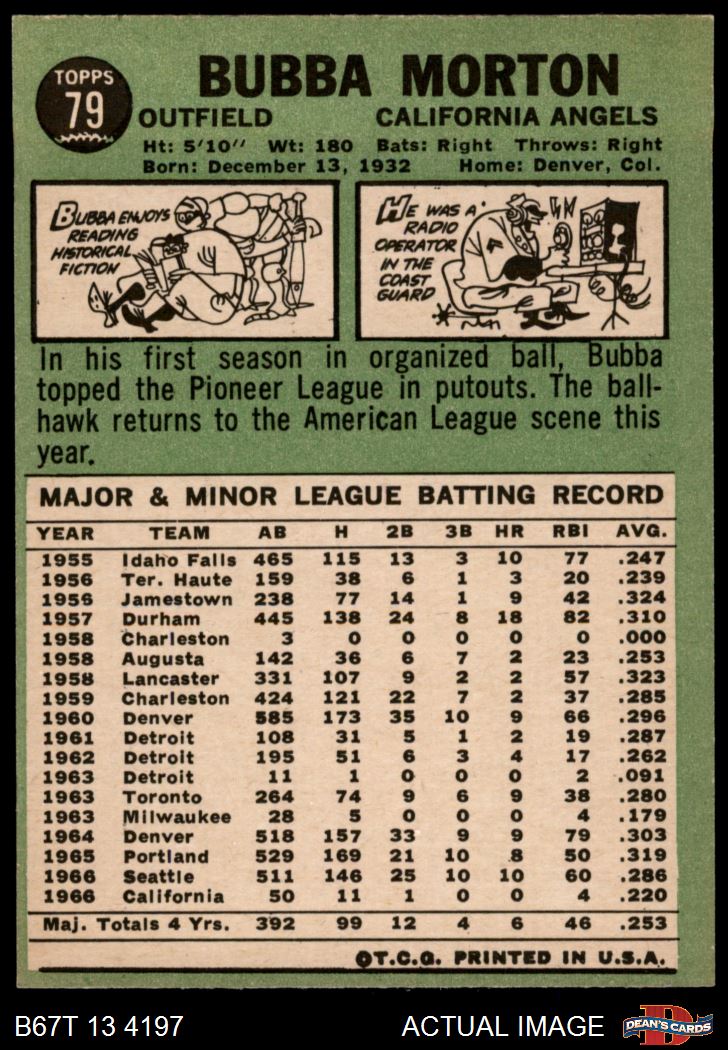 TOPPS
79
BUBBA MORTON
OUTFIELD CALIFORNIA ANGELS
Ht: 5'10" Wt: 180 Bats: Right Throws: Right
Born: December 13, 1932 Home: Denver, Col.
BUBBA ENJOYS
READING
HISTORICAL
FICTION
HE WAS A
RADIO
OPERATOR
IN THE
COAST
GUARD
In his first season in organized ball, Bubba
topped the Pioneer League in putouts. The ball-
hawk returns to the American League scene this
year.
MAJOR & MINOR LEAGUE BATTING RECORD
YEAR TEAM AB H 2B 3B HR RBI AVG.
1955 Idaho Falls 465 115 13 3 10 77 .247
1956 Ter. Haute 159 38 6 1 3 20 .239
1956 Jamestown 238 77 14 1 9 42 .324
1957 Durham 445 138 24 8 18 82 .310
1958 Charleston 3 0 0 0 0 0 .000
1958 Augusta 142 36 6 7 2 23 .253
1958 Lancaster 331 107 9 2 2 57 .323
1959 Charleston 424 121 22 7 2 37 .285
1960 Denver 585 173 35 10 9 66 .296
1961 Detroit 108 31 5 1 2 19 .287
1962 Detroit 195 51 6 3 4 17 .262
1963 Detroit 11 1 0 0 0 2 .091
1963 Toronto 264 74 9 6 9 38 .280
1963 Milwaukee 28 5 0 0 0 4 .179
1964 Denver 518 157 33 9 9 79 .303
1965 Portland 529 169 21 10 8 50 .319
1966 Seattle 511 146 25 10 10 60 .286
1966 California 50 11 1 0 0 4 .220
Maj. Totals 4 Yrs. 392 99 12 4 6 46 .253
©T.C.G. PRINTED IN U.S.A.
B67T 13 4197 ACTUAL IMAGE
D
DEAN'S CARDS